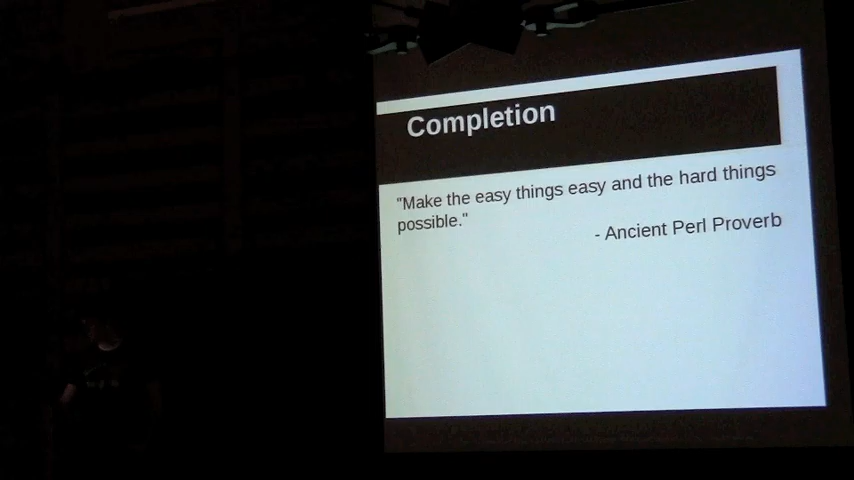 Completion
"Make the easy things easy and the hard things
possible."
- Ancient Perl Proverb